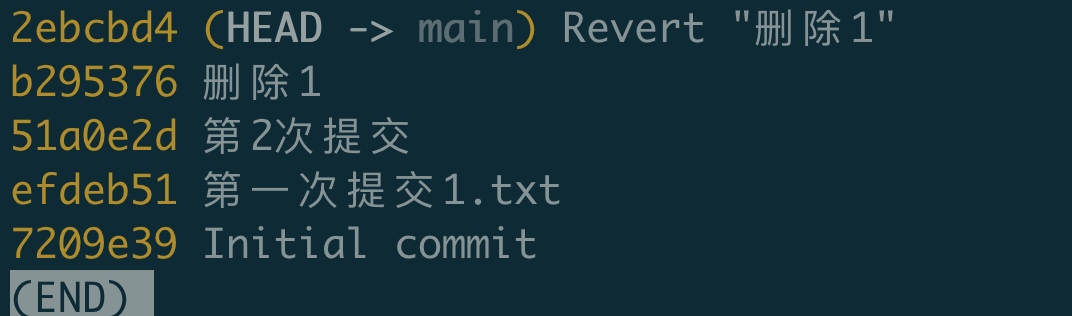 2ebcbd4 (HEAD -> main) Revert "删除1"
b295376 删除1
51a0e2d 第2次提交
efdeb51 第一次提交1.txt
7209e39 Initial commit
(END)